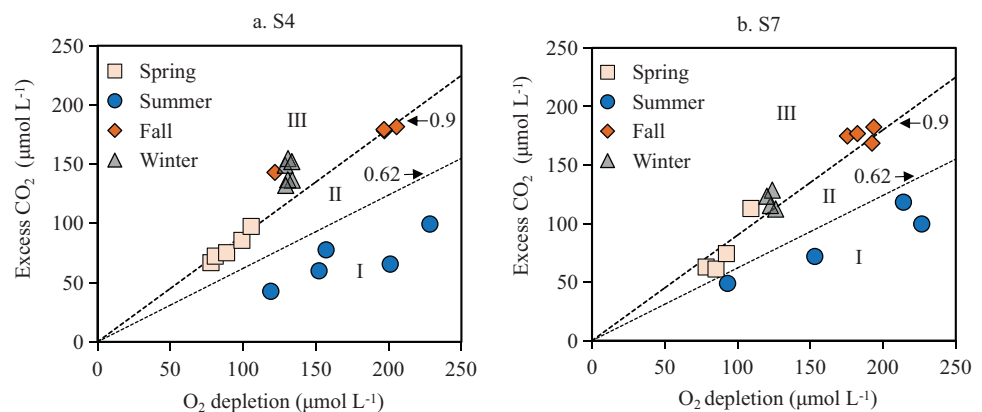 a. S4
250
200
150
100
50
0
Excess CO₂ (µmol L⁻¹)
Spring
Summer
Fall
Winter
III
II
I
0.9
0.62
0 50 100 150 200 250
O₂ depletion (µmol L⁻¹)
b. S7
250
200
150
100
50
0
Excess CO₂ (µmol L⁻¹)
Spring
Summer
Fall
Winter
III
II
I
0.9
0.62
0 50 100 150 200 250
O₂ depletion (µmol L⁻¹)